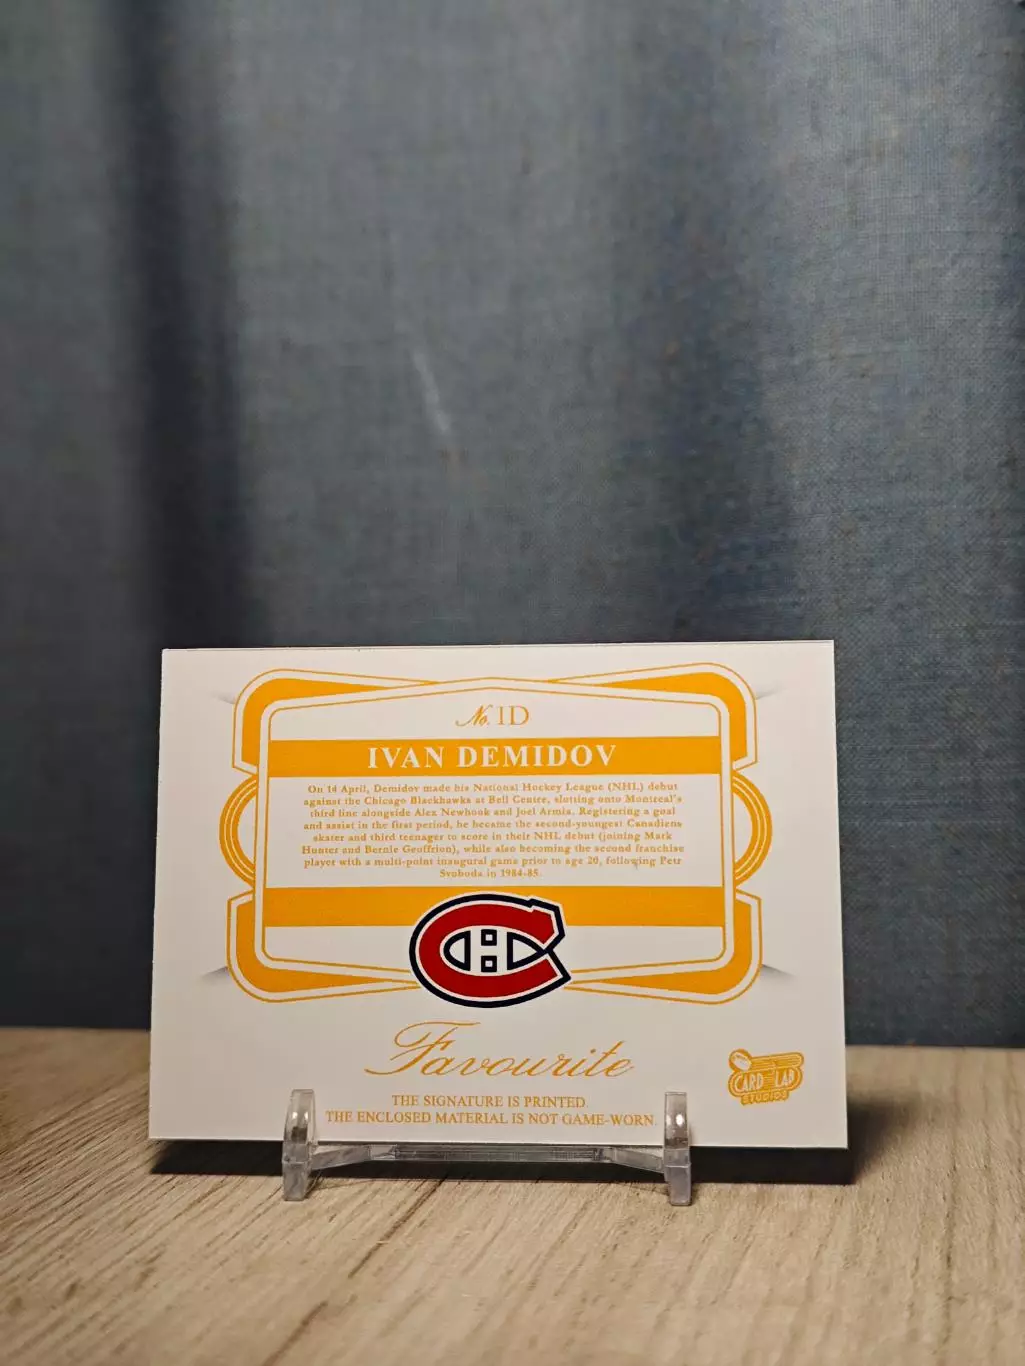 No. 1D
IVAN DEMIDOV
On 14 April, Demidov made his National Hockey League (NHL) debut
against the Chicago Blackhawks at Bell Centre, slotting onto Montreal's
third line alongside Alex Newhook and Joel Armia. Registering a goal
and assist in the first period, he became the second-youngest Canadiens
skater and third teenager to score in their NHL debut (joining Mark
Hunter and Bernie Geoffrion), while also becoming the second franchise
player with a multi-point inaugural game prior to age 20, following Petr
Svoboda in 1984-85.
Favourite
CARD LAB
STUDIOS
THE SIGNATURE IS PRINTED.
THE ENCLOSED MATERIAL IS NOT GAME-WORN.